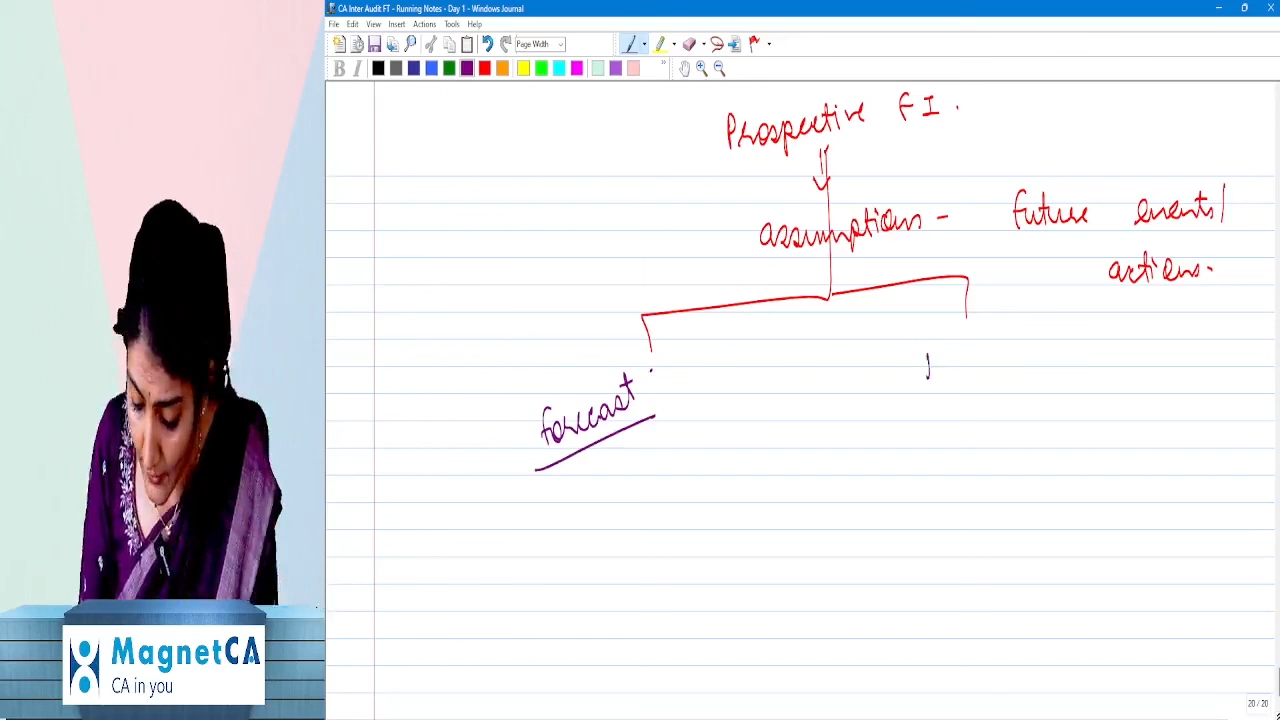 CA Inter Audit FT - Running Notes - Day 1 - Windows Journal
File Edit View Insert Actions Tools Help
Page Width
B I
Prospective FI.
assumptions - future events/
actions.
forecast
MagnetCA
CA in you
20 / 20